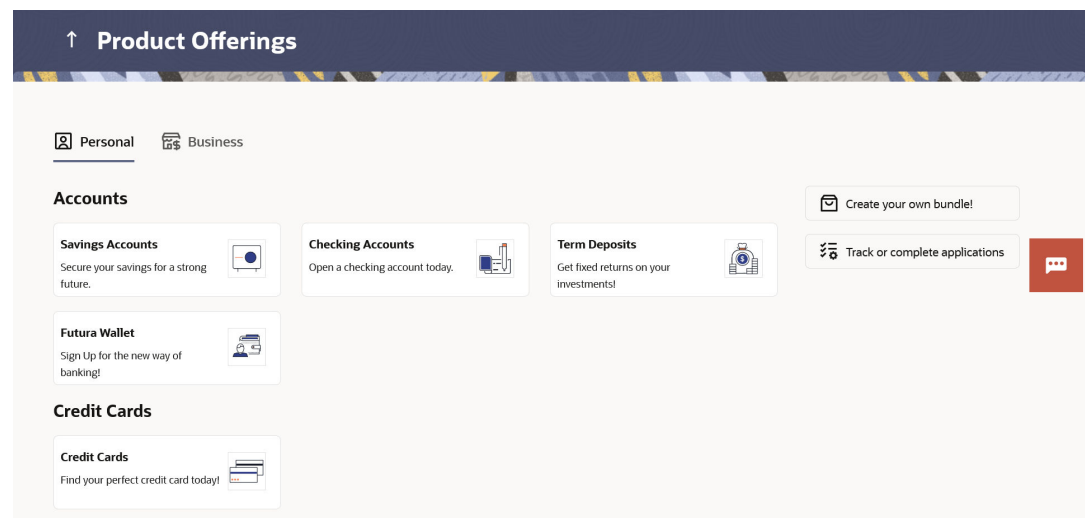 Product Offerings
Personal
Business
Accounts
Create your own bundle!
Track or complete applications
Savings Accounts
Secure your savings for a strong
future.
Checking Accounts
Open a checking account today.
Term Deposits
Get fixed returns on your
investments!
Futura Wallet
Sign Up for the new way of
banking!
Credit Cards
Credit Cards
Find your perfect credit card today!